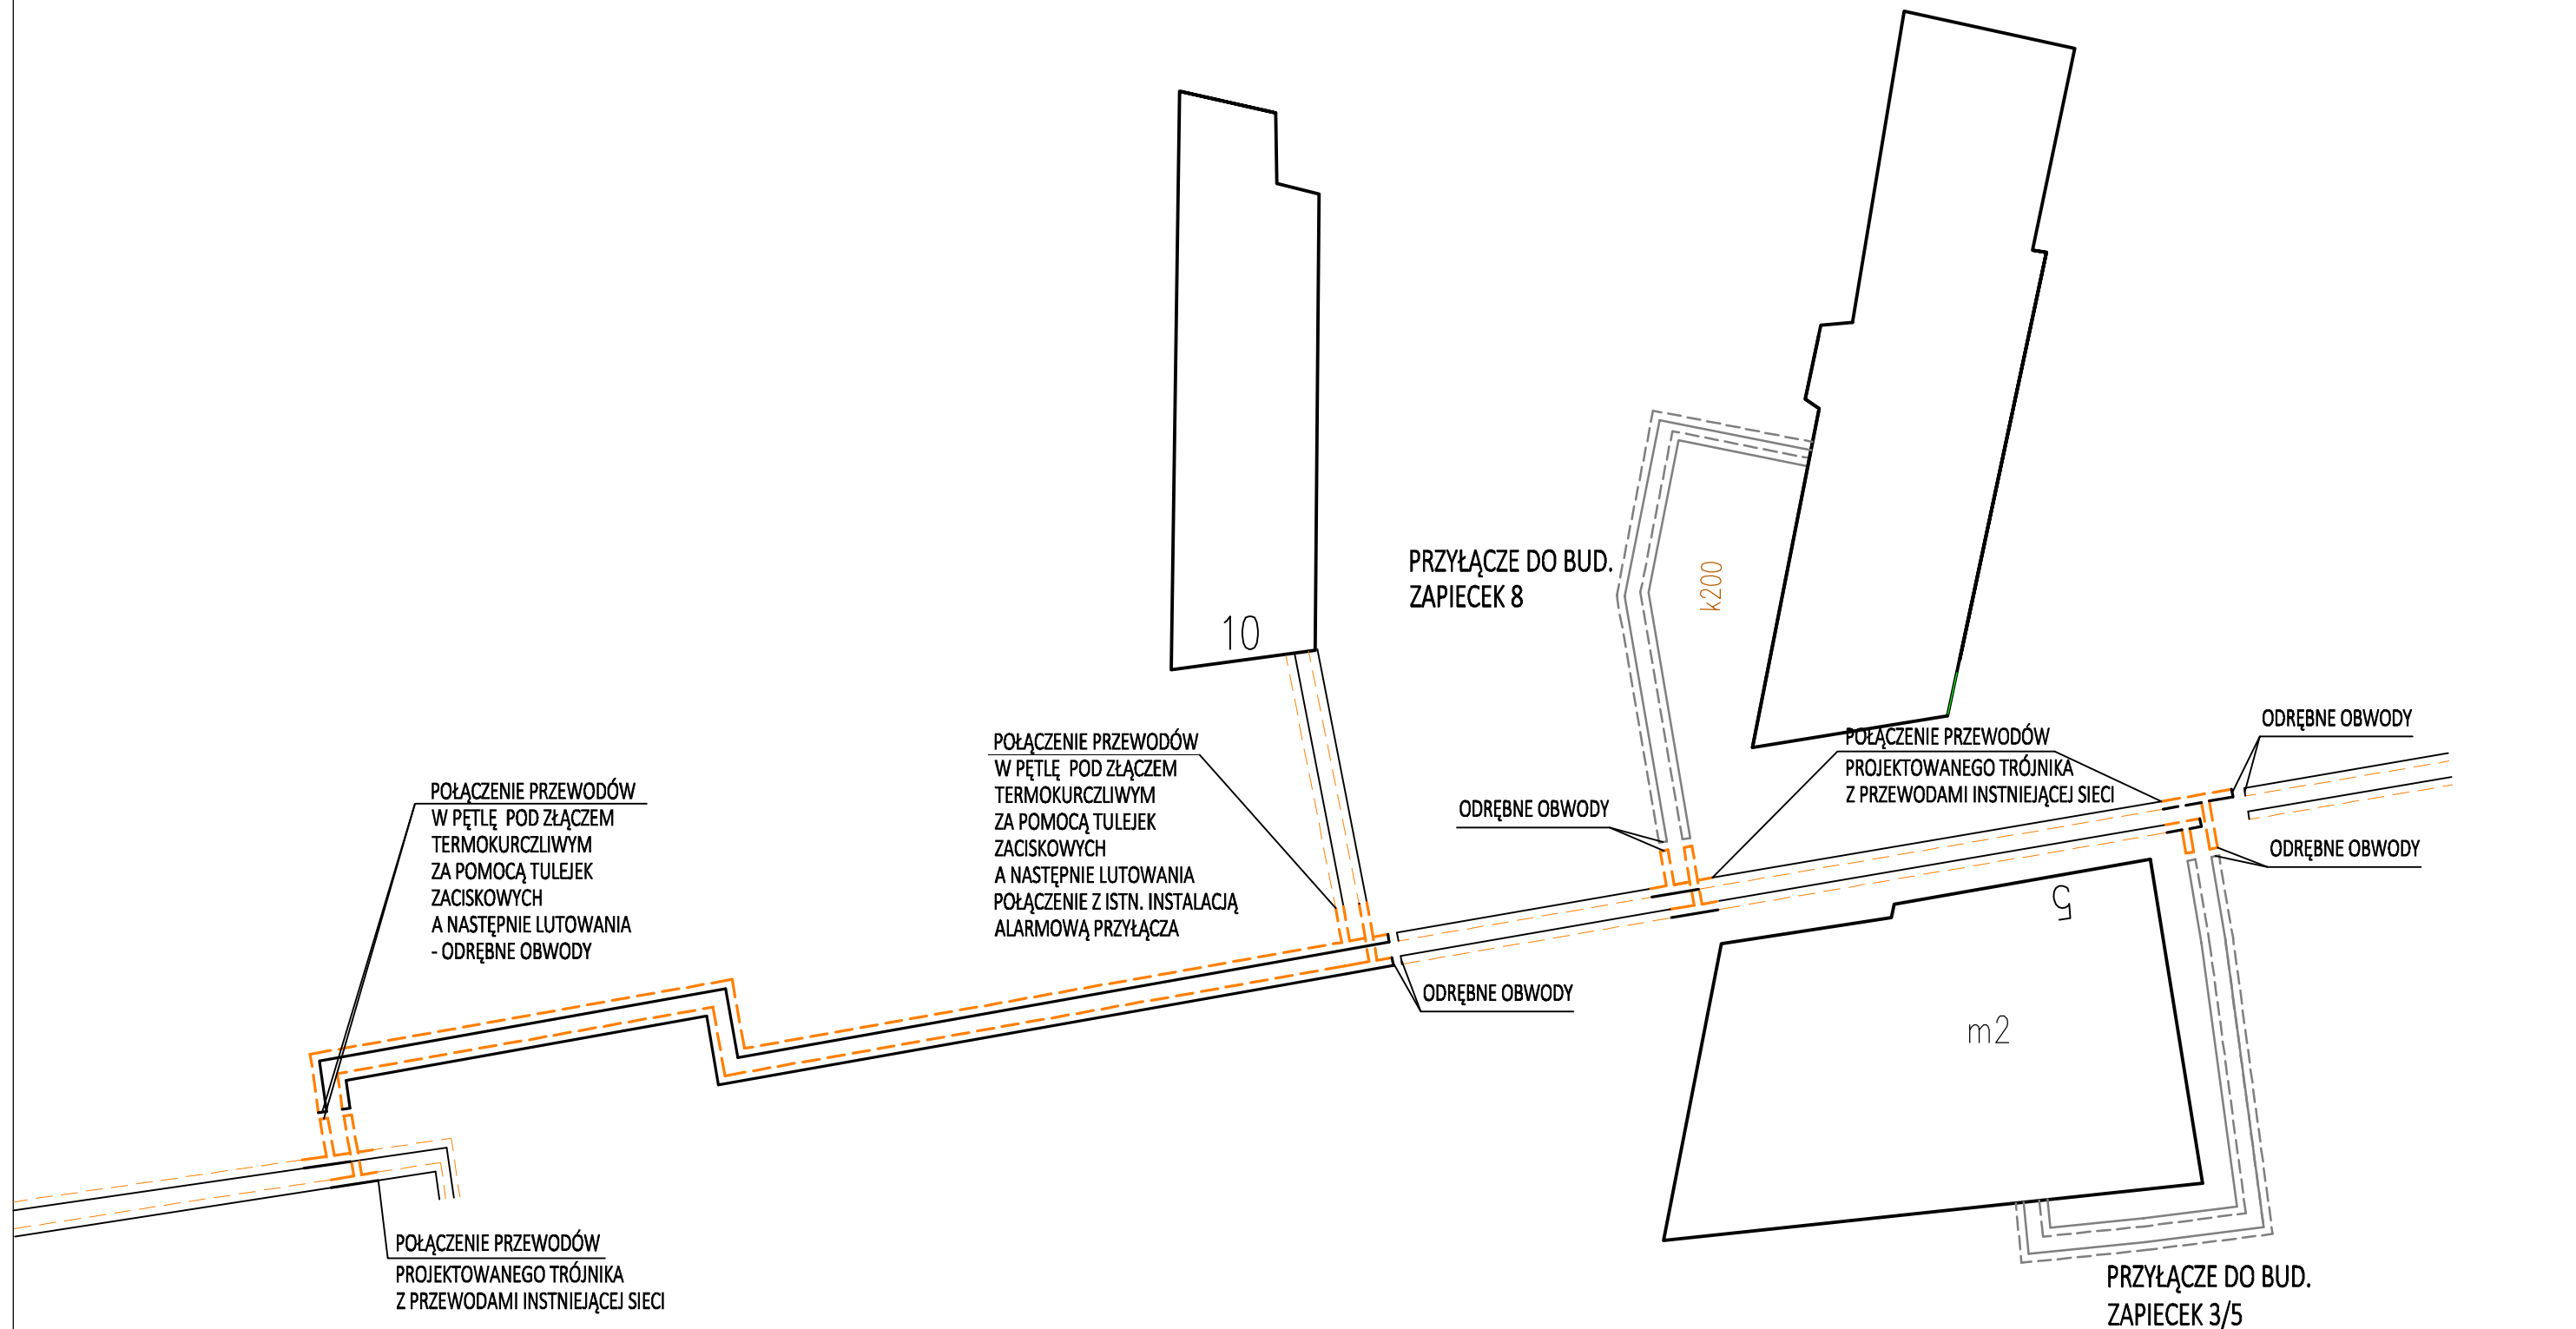 10
PRZYŁĄCZE DO BUD.
ZAPIECEK 8
k200
POŁĄCZENIE PRZEWODÓW
W PĘTLĘ POD ZŁĄCZEM
TERMOKURCZLIWYM
ZA POMOCĄ TULEJEK
ZACISKOWYCH
A NASTĘPNIE LUTOWANIA
- ODRĘBNE OBWODY
POŁĄCZENIE PRZEWODÓW
W PĘTLĘ POD ZŁĄCZEM
TERMOKURCZLIWYM
ZA POMOCĄ TULEJEK
ZACISKOWYCH
A NASTĘPNIE LUTOWANIA
POŁĄCZENIE Z ISTN. INSTALACJĄ
ALARMOWĄ PRZYŁĄCZA
ODRĘBNE OBWODY
POŁĄCZENIE PRZEWODÓW
PROJEKTOWANEGO TRÓJNIKA
Z PRZEWODAMI INSTNIEJĄCEJ SIECI
ODRĘBNE OBWODY
ODRĘBNE OBWODY
5
ODRĘBNE OBWODY
m2
POŁĄCZENIE PRZEWODÓW
PROJEKTOWANEGO TRÓJNIKA
Z PRZEWODAMI INSTNIEJĄCEJ SIECI
PRZYŁĄCZE DO BUD.
ZAPIECEK 3/5